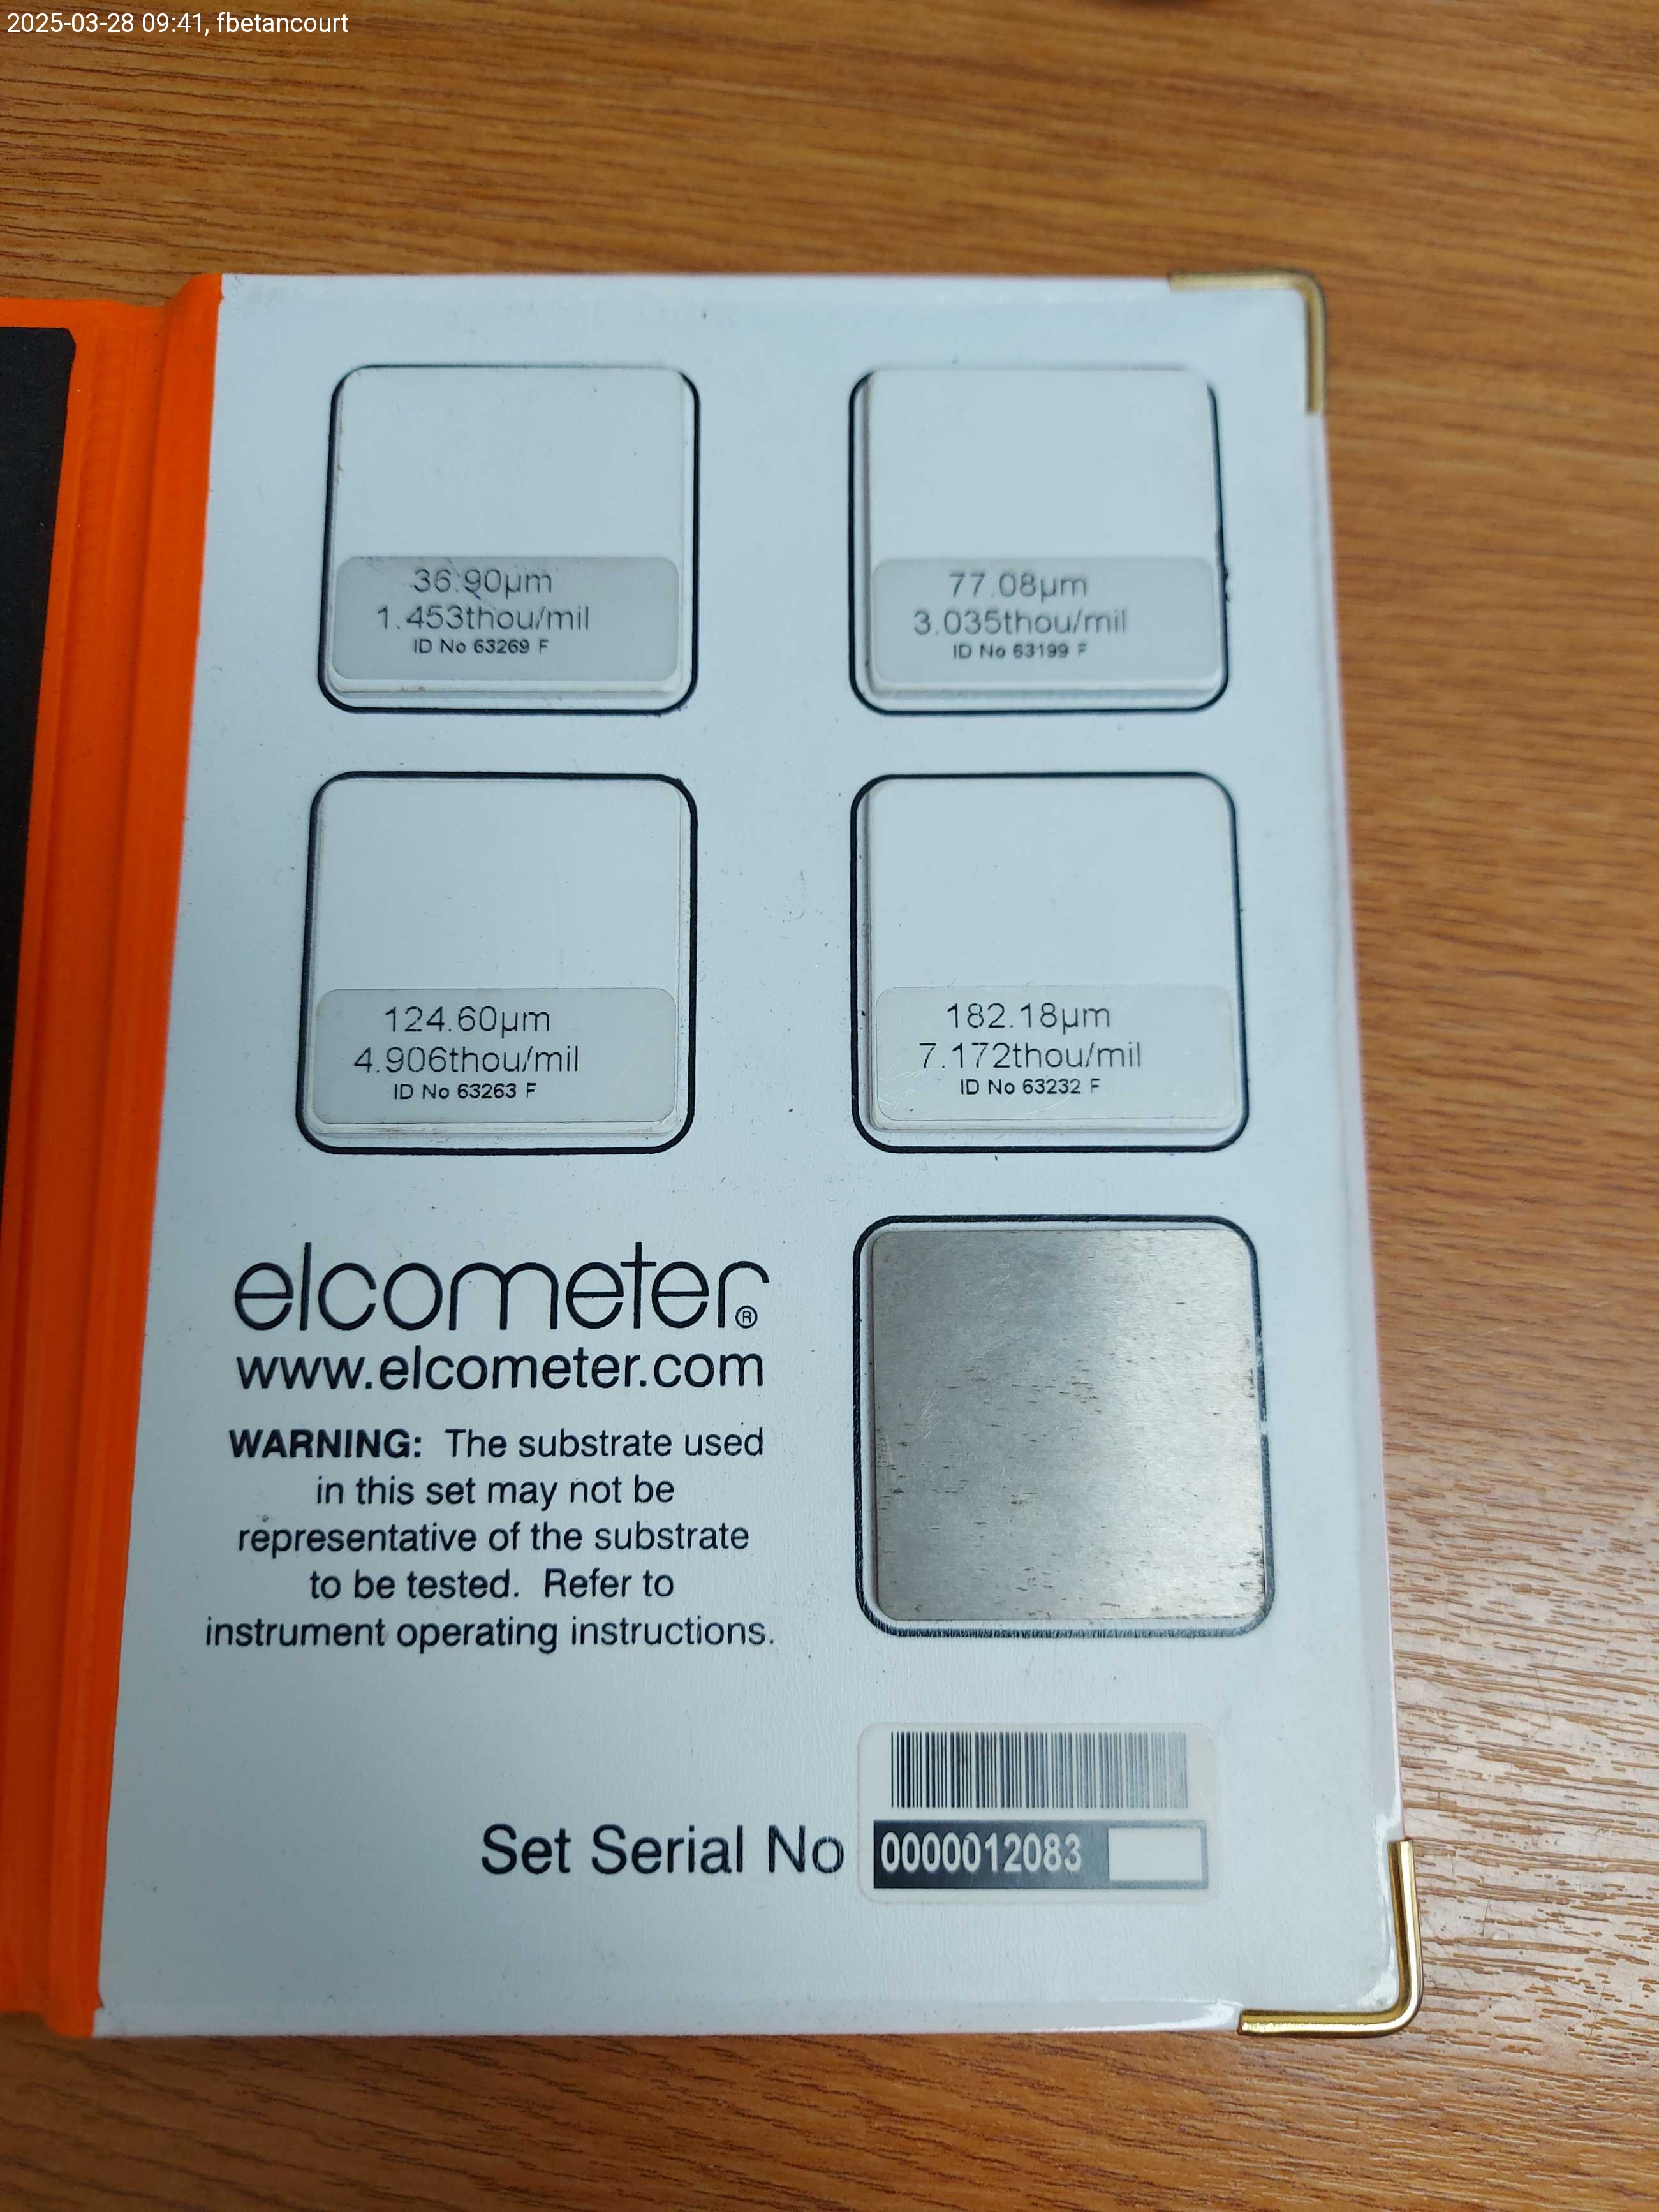 2025-03-28 09:41, fbetancourt
36.90µm
1.453thou/mil
ID No 63269 F
77.08µm
3.035thou/mil
ID No 63199 F
124.60µm
4.906thou/mil
ID No 63263 F
182.18µm
7.172thou/mil
ID No 63232 F
elcometer®
www.elcometer.com
WARNING: The substrate used
in this set may not be
representative of the substrate
to be tested. Refer to
instrument operating instructions.
Set Serial No 0000012083